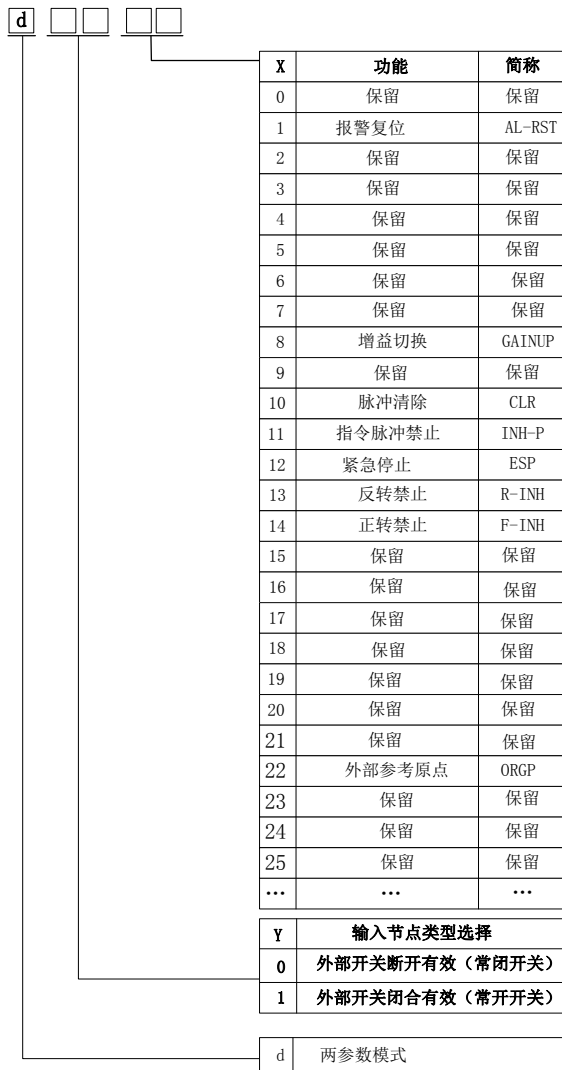 d
X 功能 简称
0 保留 保留
1 报警复位 AL-RST
2 保留 保留
3 保留 保留
4 保留 保留
5 保留 保留
6 保留 保留
7 保留 保留
8 增益切换 GAINUP
9 保留 保留
10 脉冲清除 CLR
11 指令脉冲禁止 INH-P
12 紧急停止 ESP
13 反转禁止 R-INH
14 正转禁止 F-INH
15 保留 保留
16 保留 保留
17 保留 保留
18 保留 保留
19 保留 保留
20 保留 保留
21 保留 保留
22 外部参考原点 ORGP
23 保留 保留
24 保留 保留
25 保留 保留
… … …
Y 输入节点类型选择
0 外部开关断开有效（常闭开关）
1 外部开关闭合有效（常开开关）
d 两参数模式